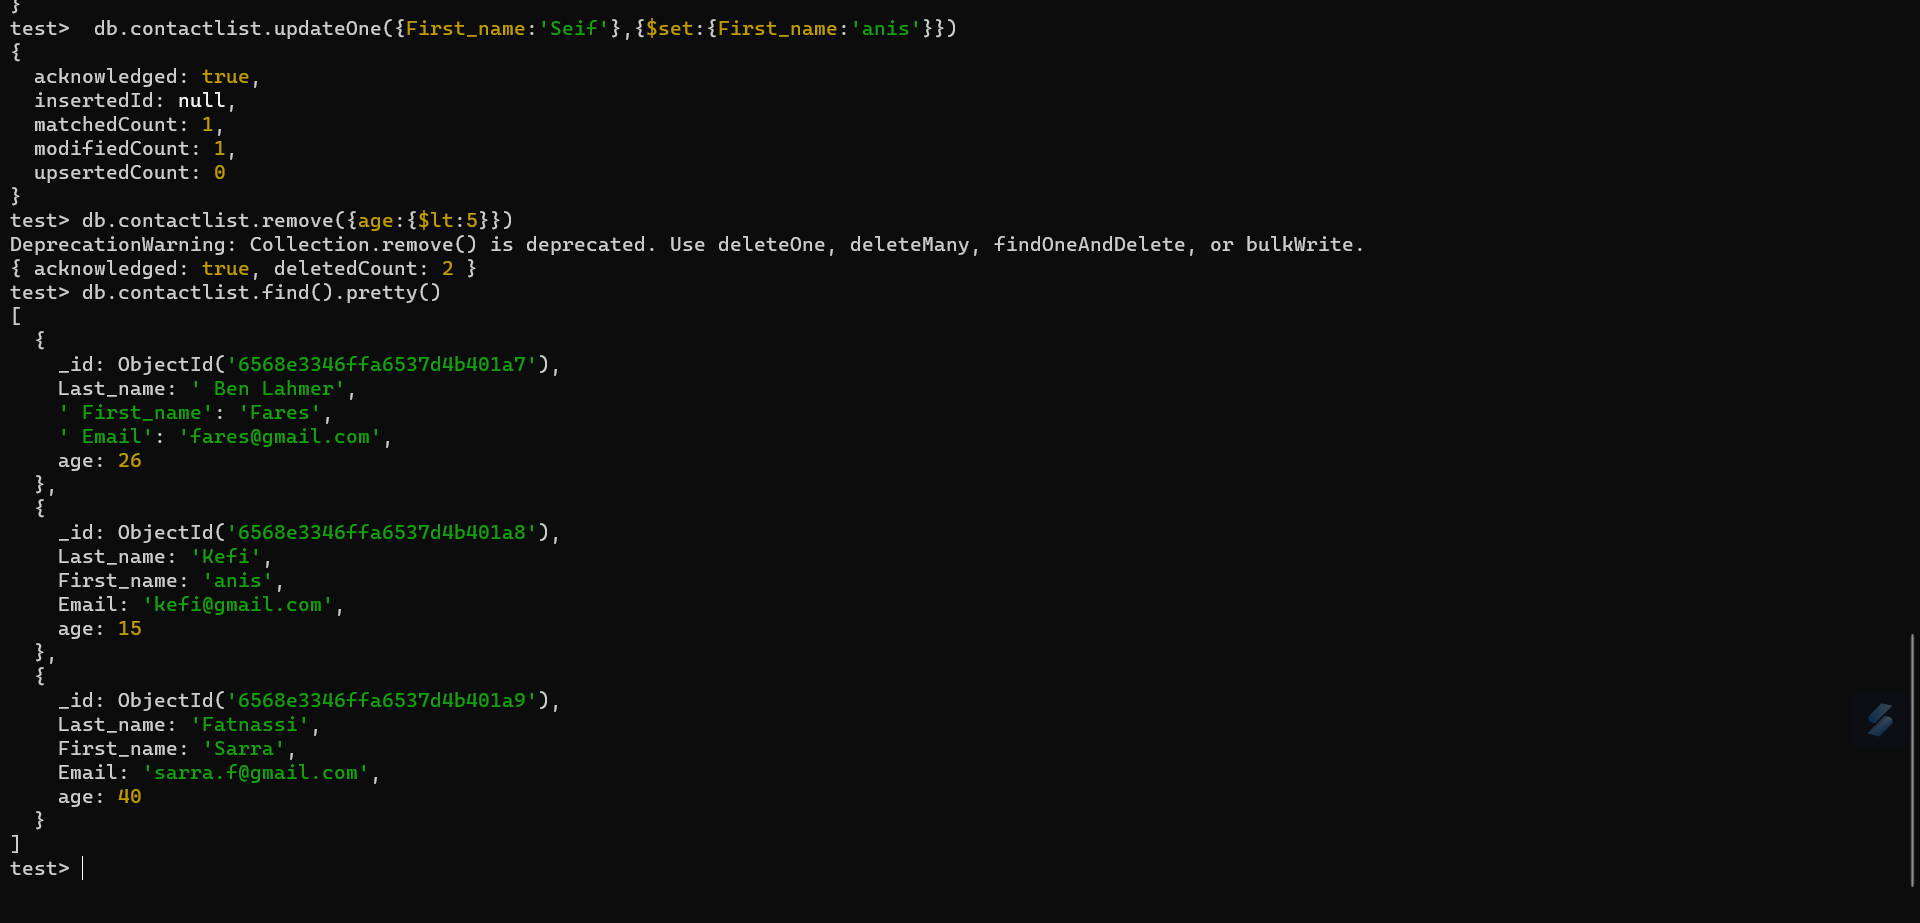 }
test>  db.contactlist.updateOne({First_name:'Seif'},{$set:{First_name:'anis'}})
{
  acknowledged: true,
  insertedId: null,
  matchedCount: 1,
  modifiedCount: 1,
  upsertedCount: 0
}
test> db.contactlist.remove({age:{$lt:5}})
DeprecationWarning: Collection.remove() is deprecated. Use deleteOne, deleteMany, findOneAndDelete, or bulkWrite.
{ acknowledged: true, deletedCount: 2 }
test> db.contactlist.find().pretty()
[
  {
    _id: ObjectId('6568e3346ffa6537d4b401a7'),
    Last_name: ' Ben Lahmer',
    ' First_name': 'Fares',
    ' Email': 'fares@gmail.com',
    age: 26
  },
  {
    _id: ObjectId('6568e3346ffa6537d4b401a8'),
    Last_name: 'Kefi',
    First_name: 'anis',
    Email: 'kefi@gmail.com',
    age: 15
  },
  {
    _id: ObjectId('6568e3346ffa6537d4b401a9'),
    Last_name: 'Fatnassi',
    First_name: 'Sarra',
    Email: 'sarra.f@gmail.com',
    age: 40
  }
]
test>